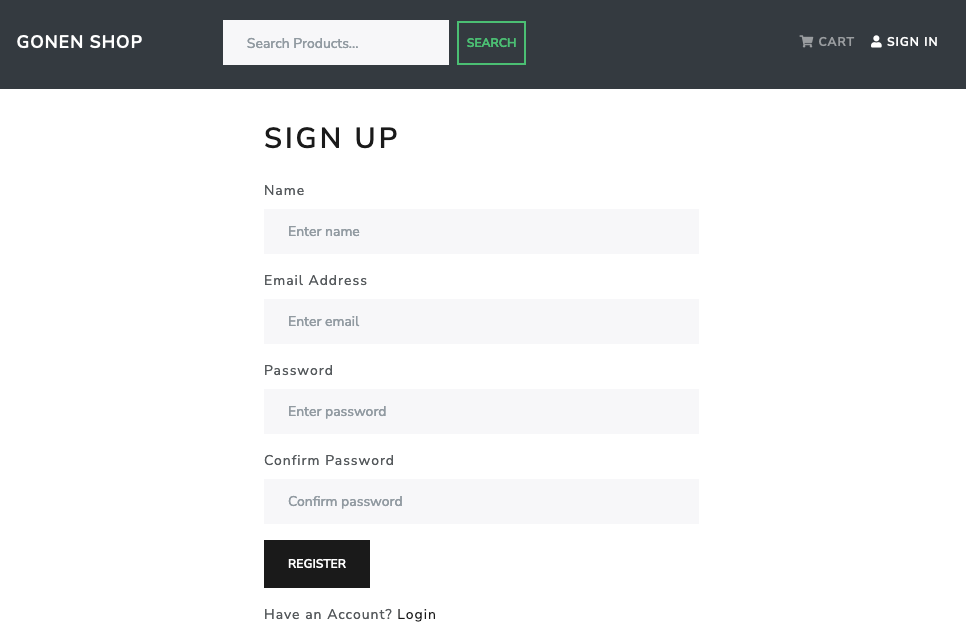 GONEN SHOP
Search Products...
SEARCH
CART
SIGN IN
SIGN UP
Name
Enter name
Email Address
Enter email
Password
Enter password
Confirm Password
Confirm password
REGISTER
Have an Account? Login